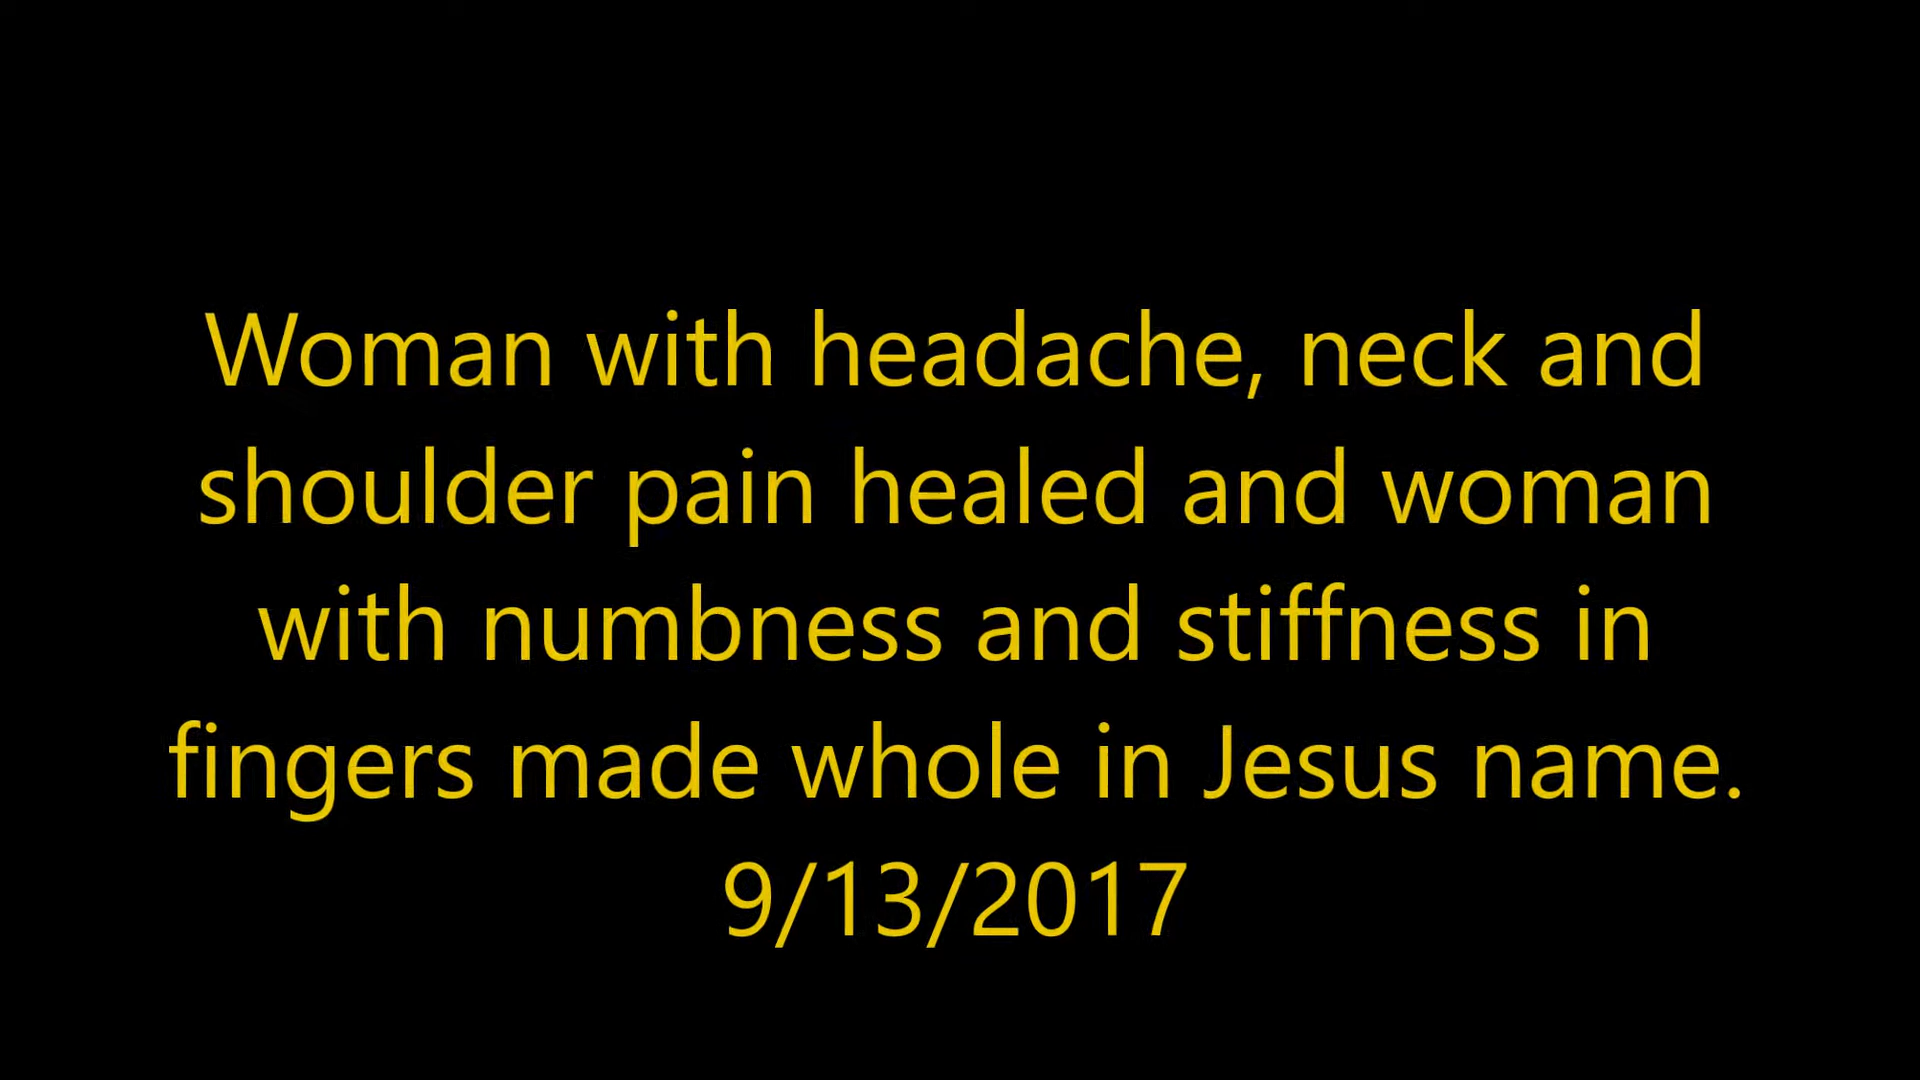 Woman with headache, neck and
shoulder pain healed and woman
with numbness and stiffness in
fingers made whole in Jesus name.
9/13/2017